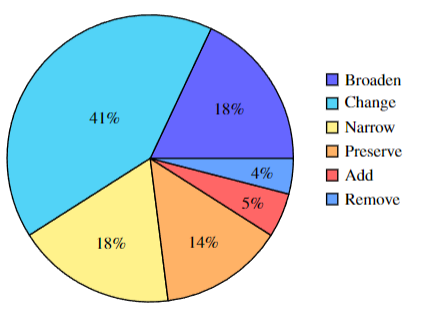 41%
18%
18%
14%
5%
4%
Broaden
Change
Narrow
Preserve
Add
Remove